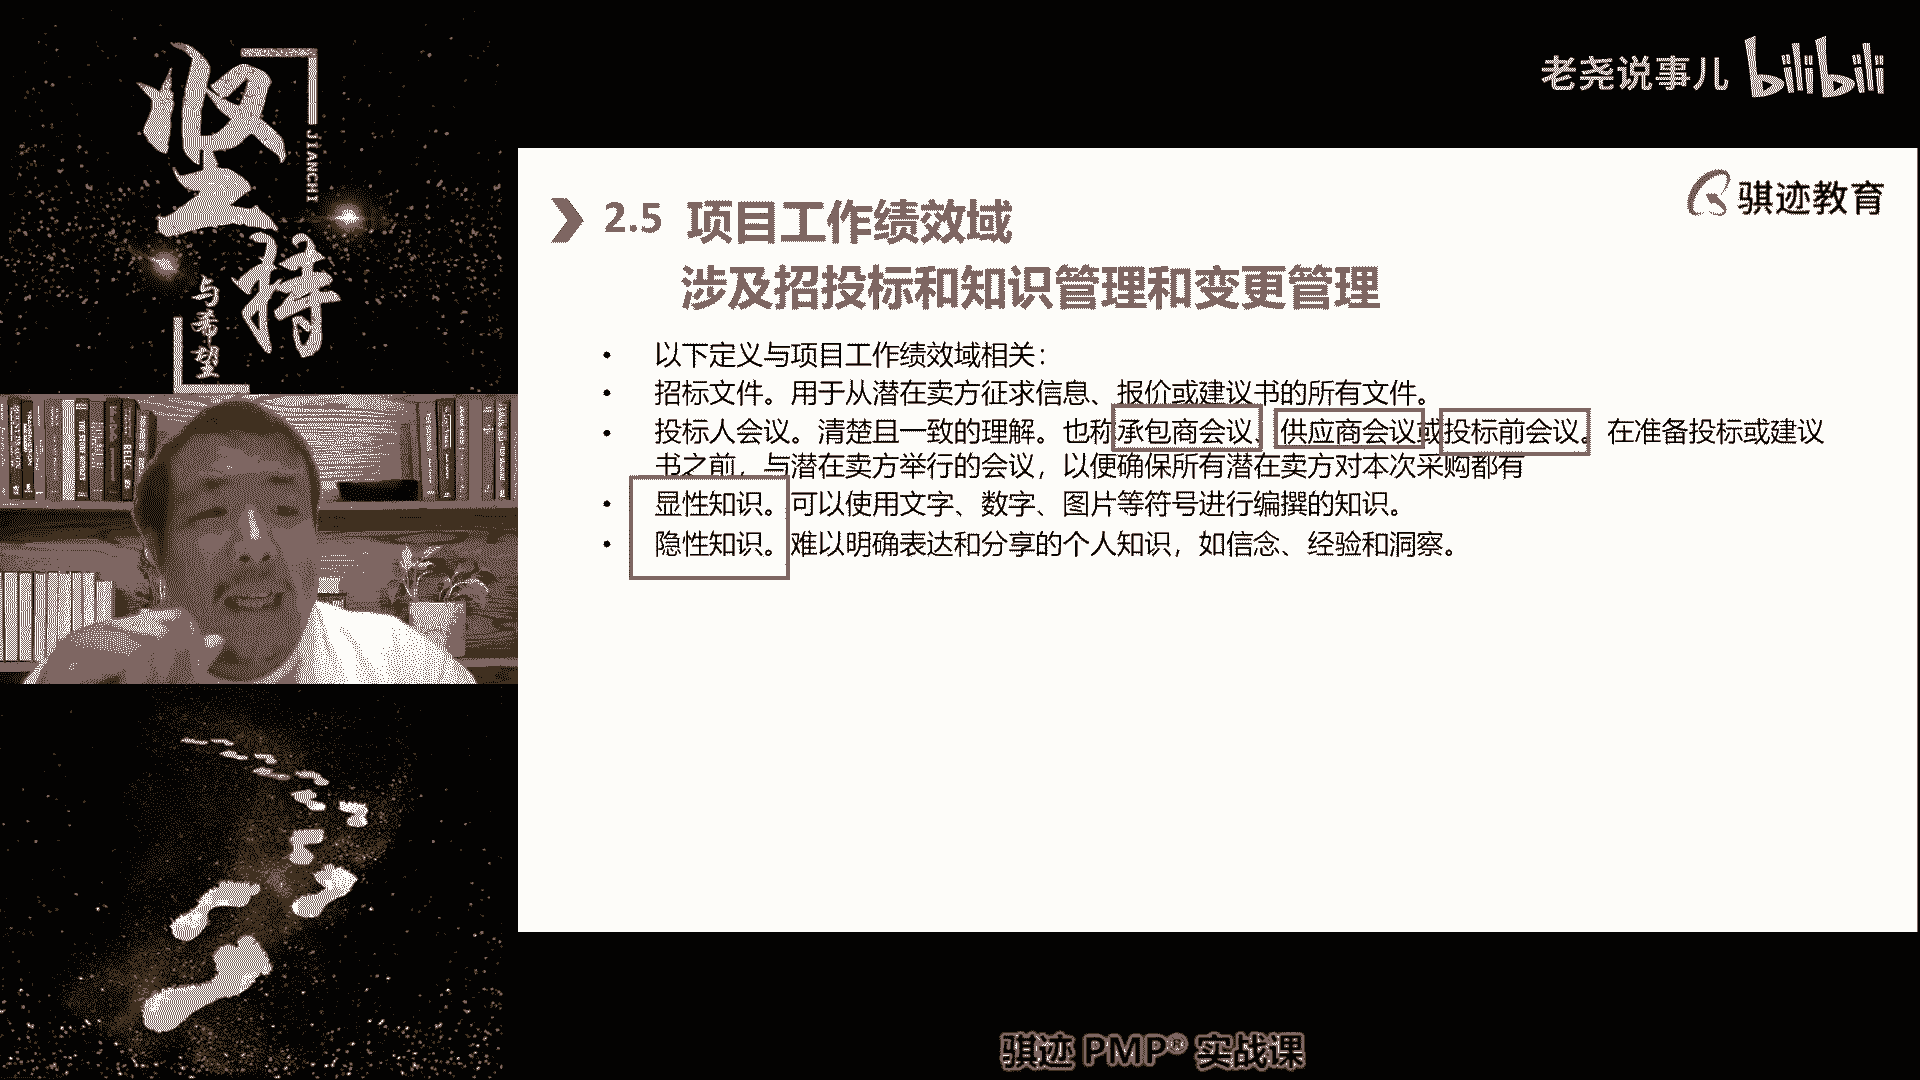 坚持
JIANCHI
与希望
老尧说事儿 bilibili
骐迹教育
2.5 项目工作绩效域
涉及招投标和知识管理和变更管理
• 以下定义与项目工作绩效域相关：
• 招标文件。用于从潜在卖方征求信息、报价或建议书的所有文件。
• 投标人会议。清楚且一致的理解。也称承包商会议、供应商会议或投标前会议。在准备投标或建议
书之前，与潜在卖方举行的会议，以便确保所有潜在卖方对本次采购都有
• 显性知识。可以使用文字、数字、图片等符号进行编撰的知识。
• 隐性知识。难以明确表达和分享的个人知识，如信念、经验和洞察。
骐迹 PMP® 实战课